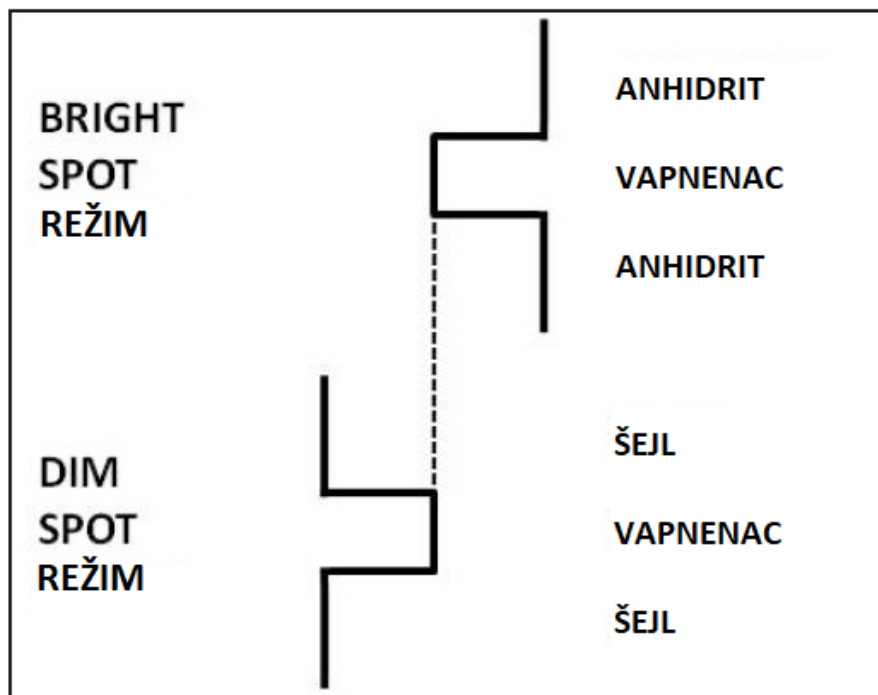 BRIGHT
SPOT
REŽIM
ANHIDRIT
VAPNENAC
ANHIDRIT
DIM
SPOT
REŽIM
ŠEJL
VAPNENAC
ŠEJL